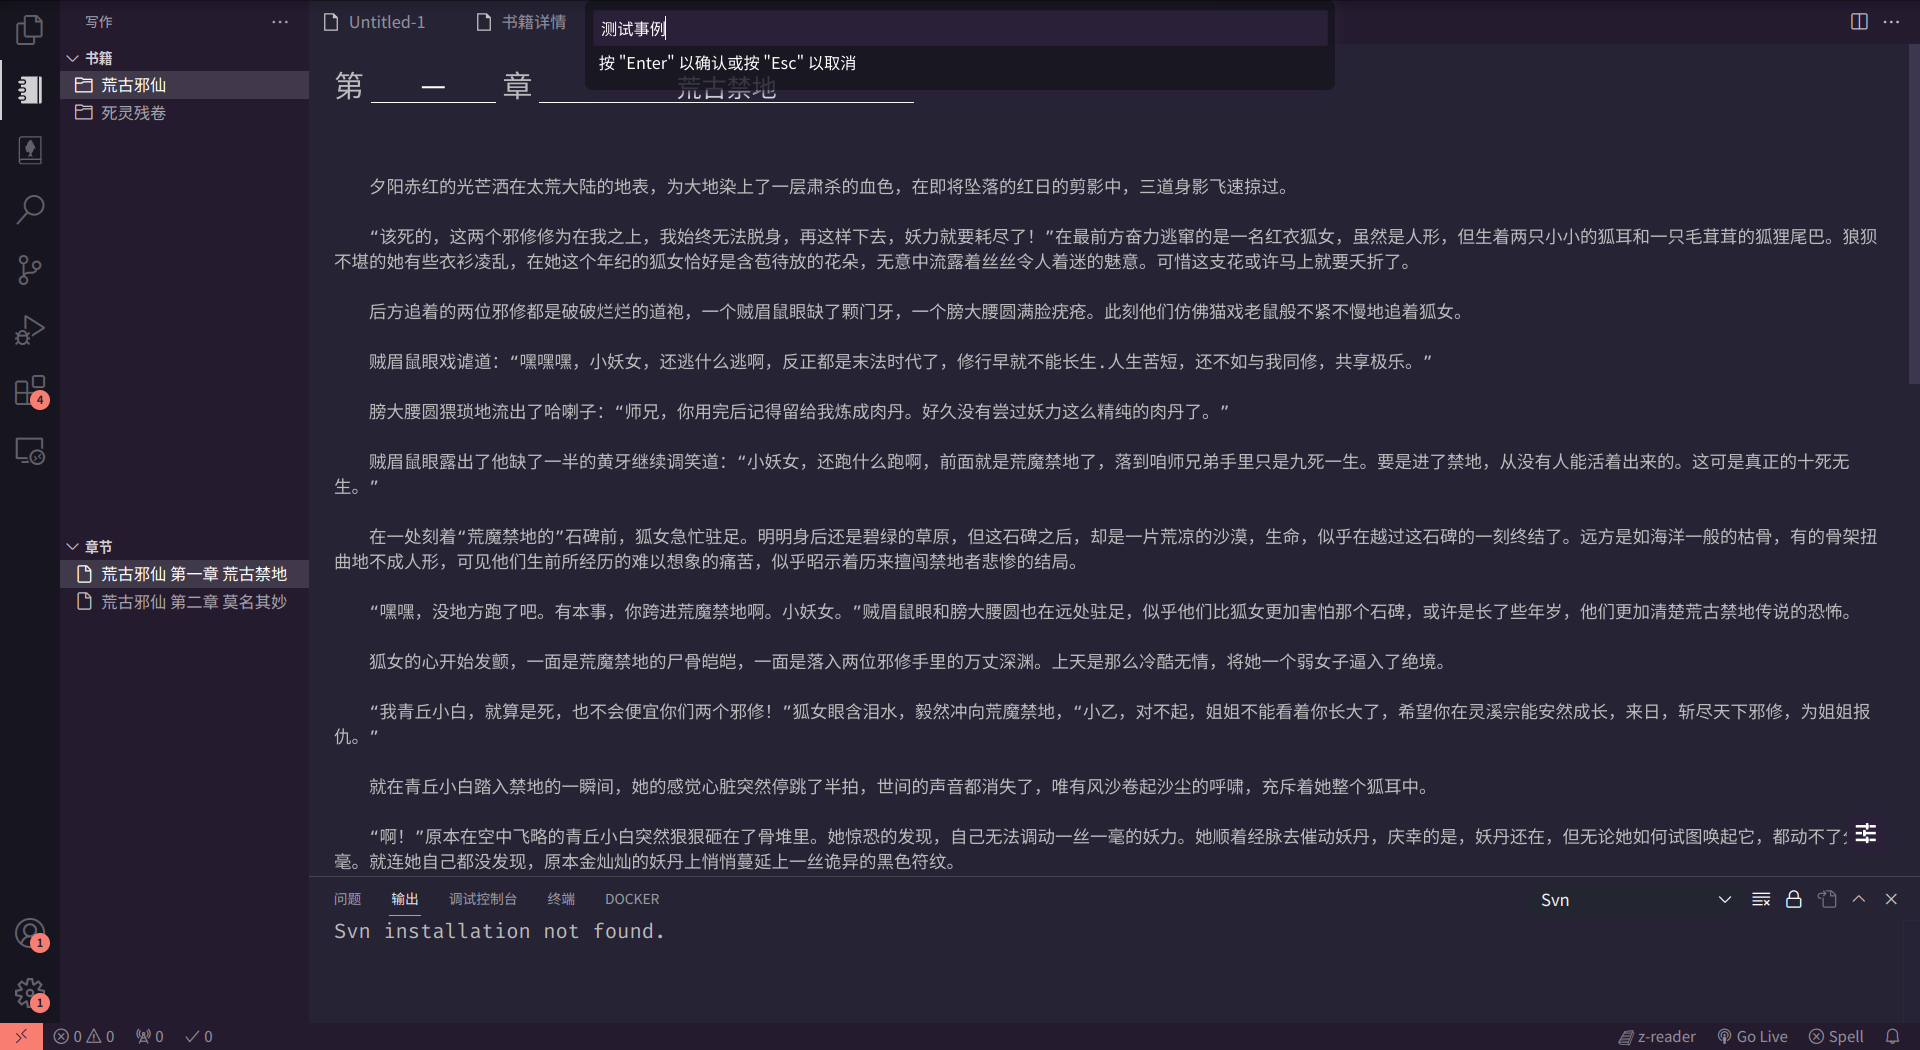 写作
Untitled-1
书籍详情
测试事例
按 "Enter" 以确认或按 "Esc" 以取消
书籍
荒古邪仙
死灵残卷
第 一 章 荒古禁地
夕阳赤红的光芒洒在太荒大陆的地表，为大地染上了一层肃杀的血色，在即将坠落的红日的剪影中，三道身影飞速掠过。
“该死的，这两个邪修修为在我之上，我始终无法脱身，再这样下去，妖力就要耗尽了！”在最前方奋力逃窜的是一名红衣狐女，虽然是人形，但生着两只小小的狐耳和一只毛茸茸的狐狸尾巴。狼狈
不堪的她有些衣衫凌乱，在她这个年纪的狐女恰好是含苞待放的花朵，无意中流露着丝丝令人着迷的魅意。可惜这支花或许马上就要夭折了。
后方追着的两位邪修都是破破烂烂的道袍，一个贼眉鼠眼缺了颗门牙，一个膀大腰圆满脸疣疮。此刻他们仿佛猫戏老鼠般不紧不慢地追着狐女。
贼眉鼠眼戏谑道：“嘿嘿嘿，小妖女，还逃什么逃啊，反正都是末法时代了，修行早就不能长生.人生苦短，还不如与我同修，共享极乐。”
膀大腰圆猥琐地流出了哈喇子：“师兄，你用完后记得留给我炼成肉丹。好久没有尝过妖力这么精纯的肉丹了。”
贼眉鼠眼露出了他缺了一半的黄牙继续调笑道：“小妖女，还跑什么跑啊，前面就是荒魔禁地了，落到咱师兄弟手里只是九死一生。要是进了禁地，从没有人能活着出来的。这可是真正的十死无
生。”
在一处刻着“荒魔禁地的”石碑前，狐女急忙驻足。明明身后还是碧绿的草原，但这石碑之后，却是一片荒凉的沙漠，生命，似乎在越过这石碑的一刻终结了。远方是如海洋一般的枯骨，有的骨架扭
曲地不成人形，可见他们生前所经历的难以想象的痛苦，似乎昭示着历来擅闯禁地者悲惨的结局。
“嘿嘿，没地方跑了吧。有本事，你跨进荒魔禁地啊。小妖女。”贼眉鼠眼和膀大腰圆也在远处驻足，似乎他们比狐女更加害怕那个石碑，或许是长了些年岁，他们更加清楚荒古禁地传说的恐怖。
狐女的心开始发颤，一面是荒魔禁地的尸骨皑皑，一面是落入两位邪修手里的万丈深渊。上天是那么冷酷无情，将她一个弱女子逼入了绝境。
“我青丘小白，就算是死，也不会便宜你们两个邪修！”狐女眼含泪水，毅然冲向荒魔禁地，“小乙，对不起，姐姐不能看着你长大了，希望你在灵溪宗能安然成长，来日，斩尽天下邪修，为姐姐报
仇。”
就在青丘小白踏入禁地的一瞬间，她的感觉心脏突然停跳了半拍，世间的声音都消失了，唯有风沙卷起沙尘的呼啸，充斥着她整个狐耳中。
“啊！”原本在空中飞略的青丘小白突然狠狠砸在了骨堆里。她惊恐的发现，自己无法调动一丝一毫的妖力。她顺着经脉去催动妖丹，庆幸的是，妖丹还在，但无论她如何试图唤起它，都动不了
毫。就连她自己都没发现，原本金灿灿的妖丹上悄悄蔓延上一丝诡异的黑色符纹。
章节
荒古邪仙 第一章 荒古禁地
荒古邪仙 第二章 莫名其妙
4
问题
输出
调试控制台
终端
DOCKER
Svn
Svn installation not found.
1
1
0 0
0
0
z-reader
Go Live
Spell